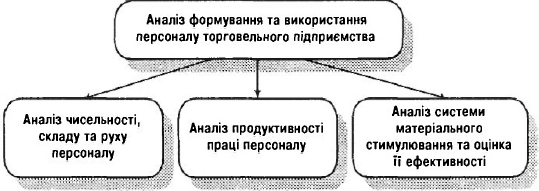 Аналіз формування та використання
персоналу торговельного підприємства
Аналіз чисельності,
складу та руху
персоналу
Аналіз продуктивності
праці персоналу
Аналіз системи
матеріального
стимулювання та оцінка
її ефективності